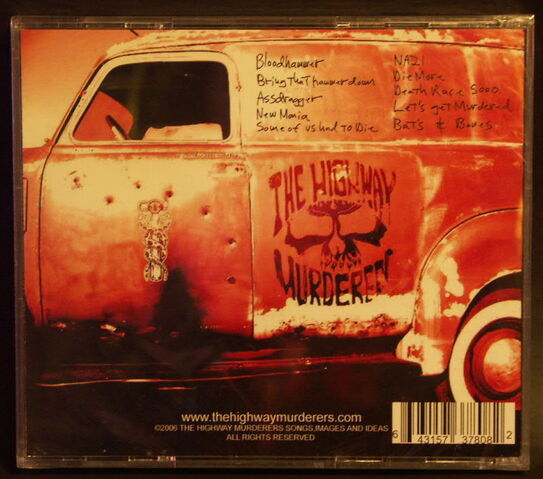 Bloodhammer
Bring That hammer down
Assdragger
New Mania
Some of us had to Die
NAZI
Die More
Death Race 5000
Let's get Murdered
Bats & Bones
THE HIGHWAY
MURDERERS
www.thehighwaymurderers.com
©2006 THE HIGHWAY MURDERERS SONGS,IMAGES AND IDEAS
ALL RIGHTS RESERVED
6 43157 37808 2